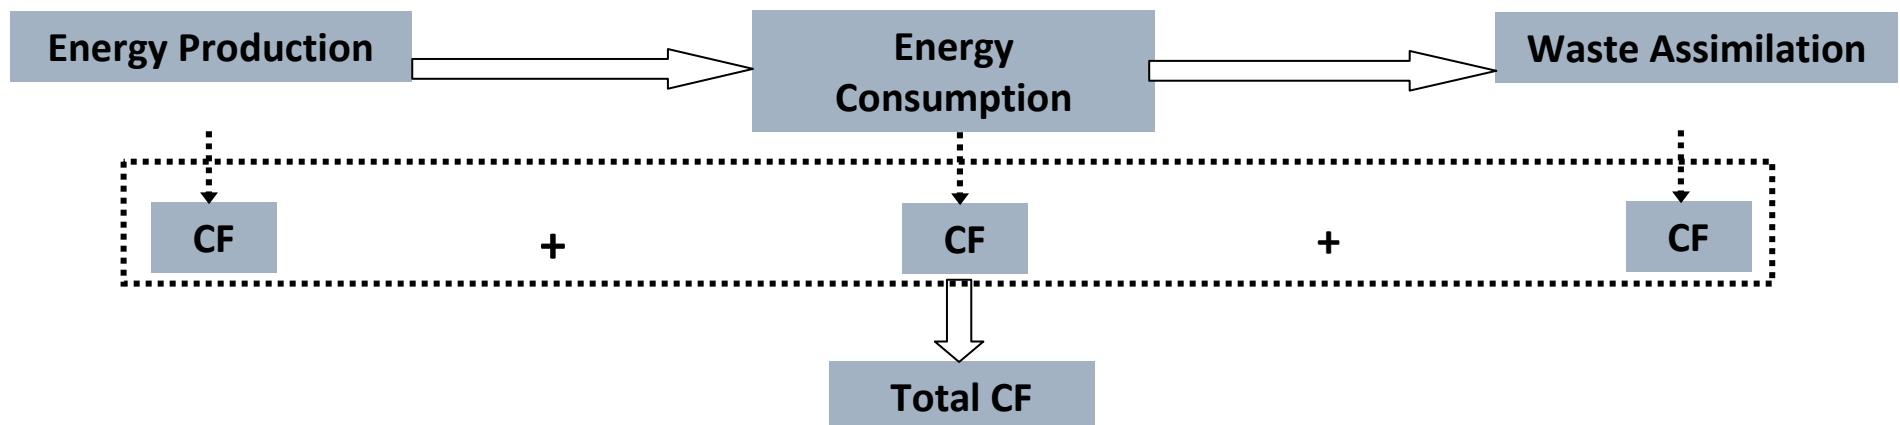 Energy Production
Energy
Consumption
Waste Assimilation
CF
+
CF
+
CF
Total CF